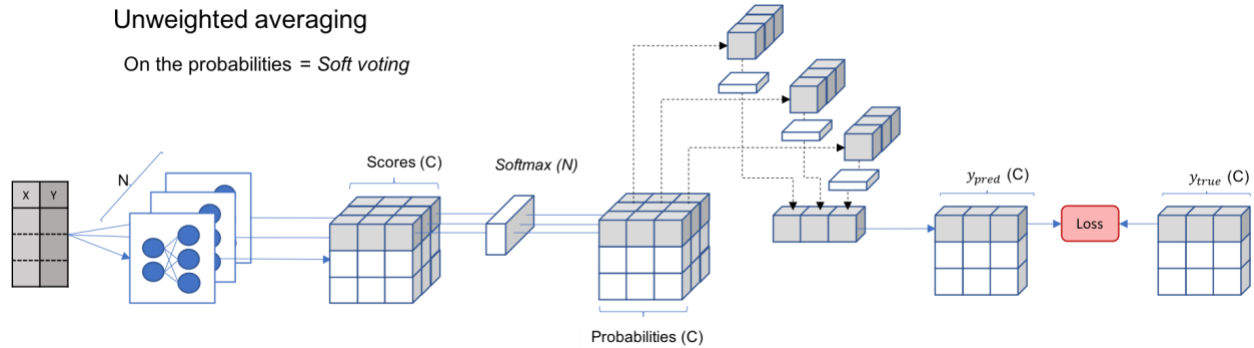 Unweighted averaging
On the probabilities = Soft voting
N
X Y
Scores (C)
Softmax (N)
Probabilities (C)
y_pred (C)
Loss
y_true (C)